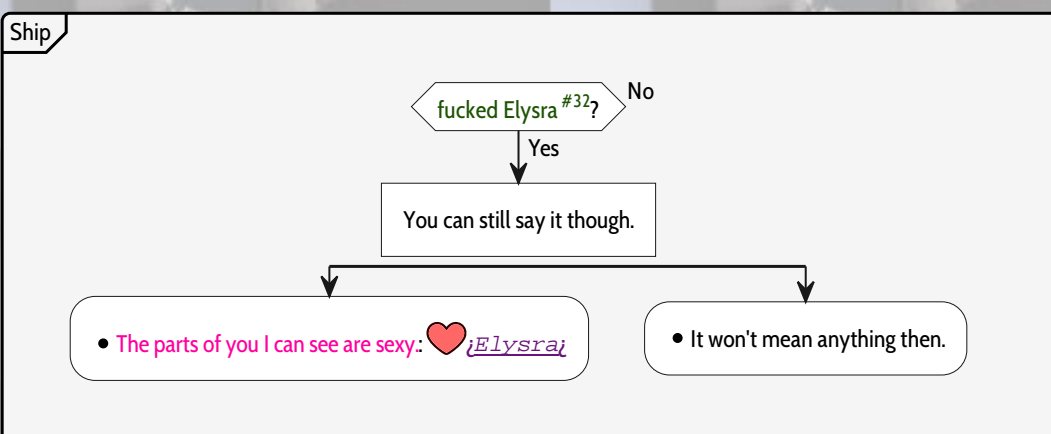 Ship
fucked Elysra #32?
No
Yes
You can still say it though.
• The parts of you I can see are sexy.: ¡Elysra¡
• It won't mean anything then.